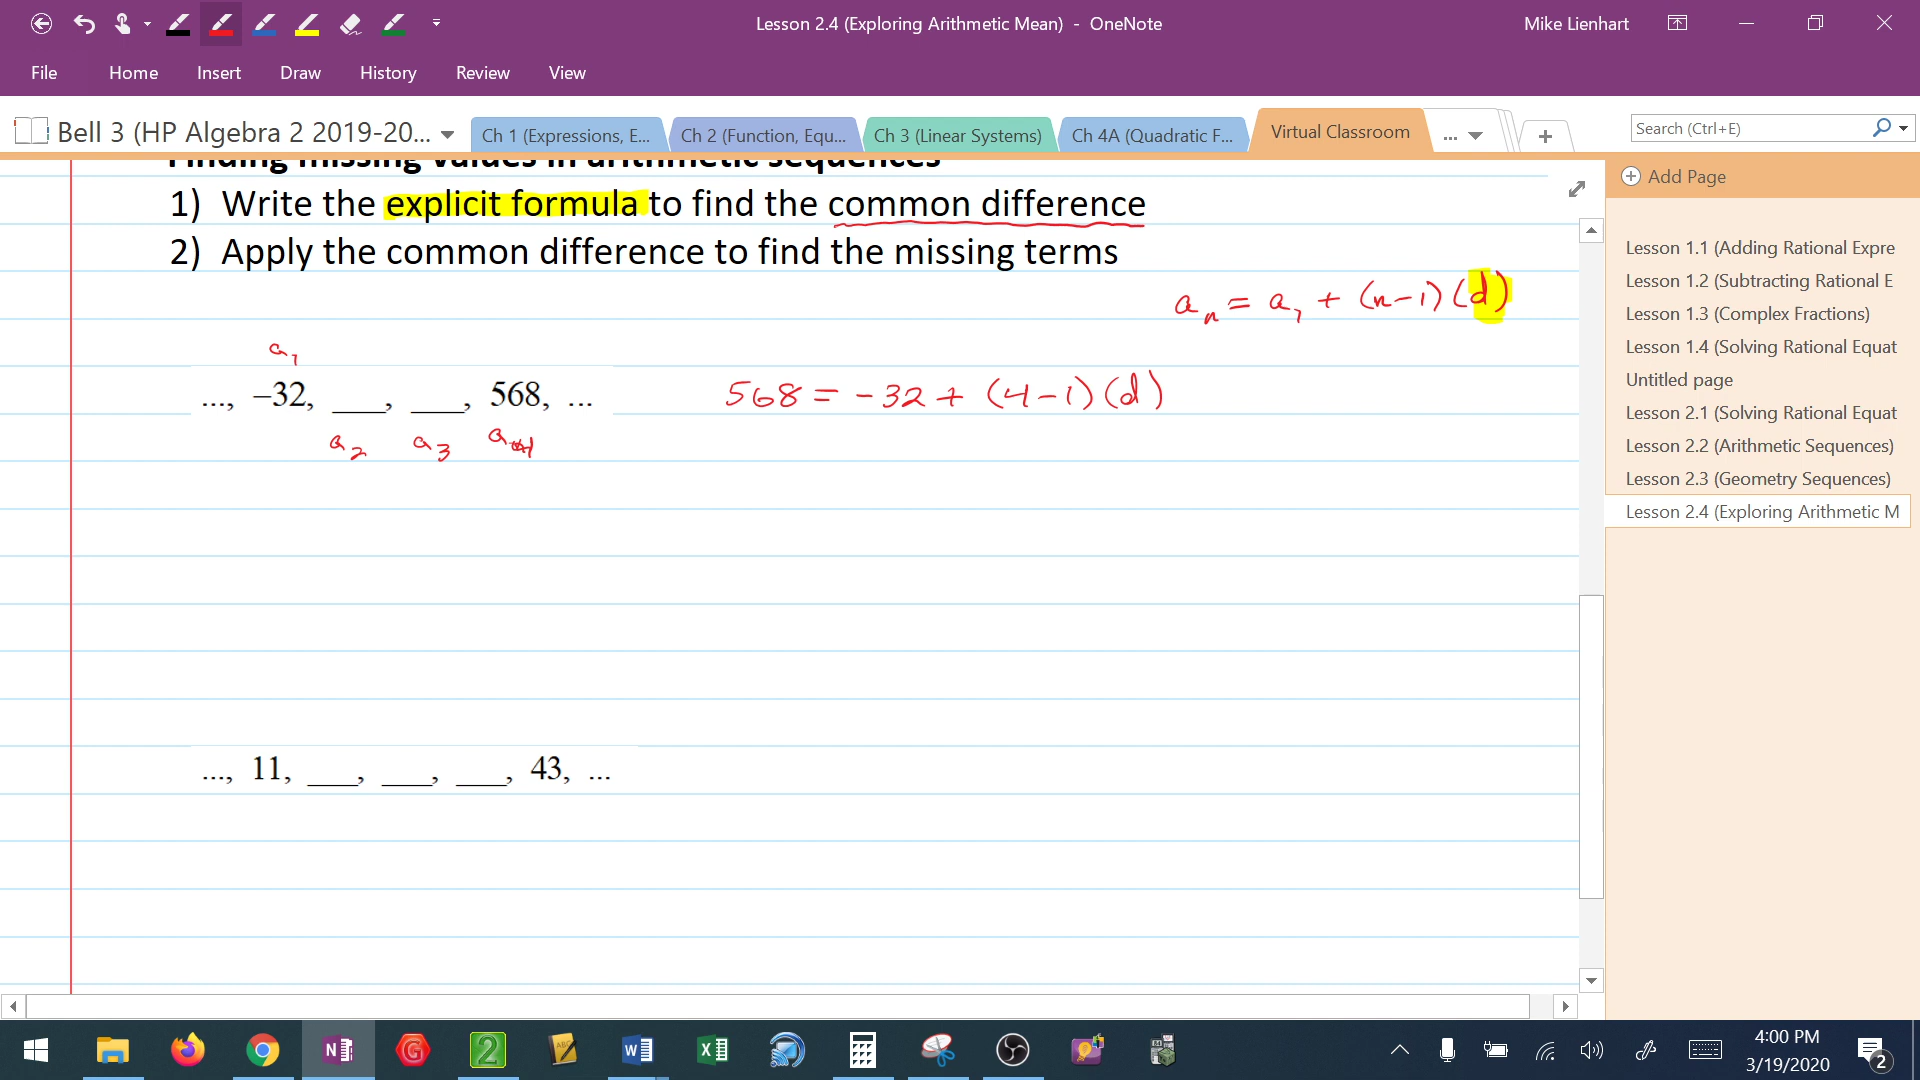 Lesson 2.4 (Exploring Arithmetic Mean) - OneNote
Mike Lienhart
File Home Insert Draw History Review View
Bell 3 (HP Algebra 2 2019-20...
Ch 1 (Expressions, E...
Ch 2 (Function, Equ...
Ch 3 (Linear Systems)
Ch 4A (Quadratic F...
Virtual Classroom
...
Search (Ctrl+E)
Finding missing values in arithmetic sequences
1) Write the explicit formula to find the common difference
2) Apply the common difference to find the missing terms
aₙ = a₁ + (n-1)(d)
a₁
..., –32, ___, ___, 568, ...
568 = -32 + (4-1)(d)
a₂ a₃ a₄
..., 11, ___, ___, ___, 43, ...
Add Page
Lesson 1.1 (Adding Rational Expre
Lesson 1.2 (Subtracting Rational E
Lesson 1.3 (Complex Fractions)
Lesson 1.4 (Solving Rational Equat
Untitled page
Lesson 2.1 (Solving Rational Equat
Lesson 2.2 (Arithmetic Sequences)
Lesson 2.3 (Geometry Sequences)
Lesson 2.4 (Exploring Arithmetic M
4:00 PM
3/19/2020
2